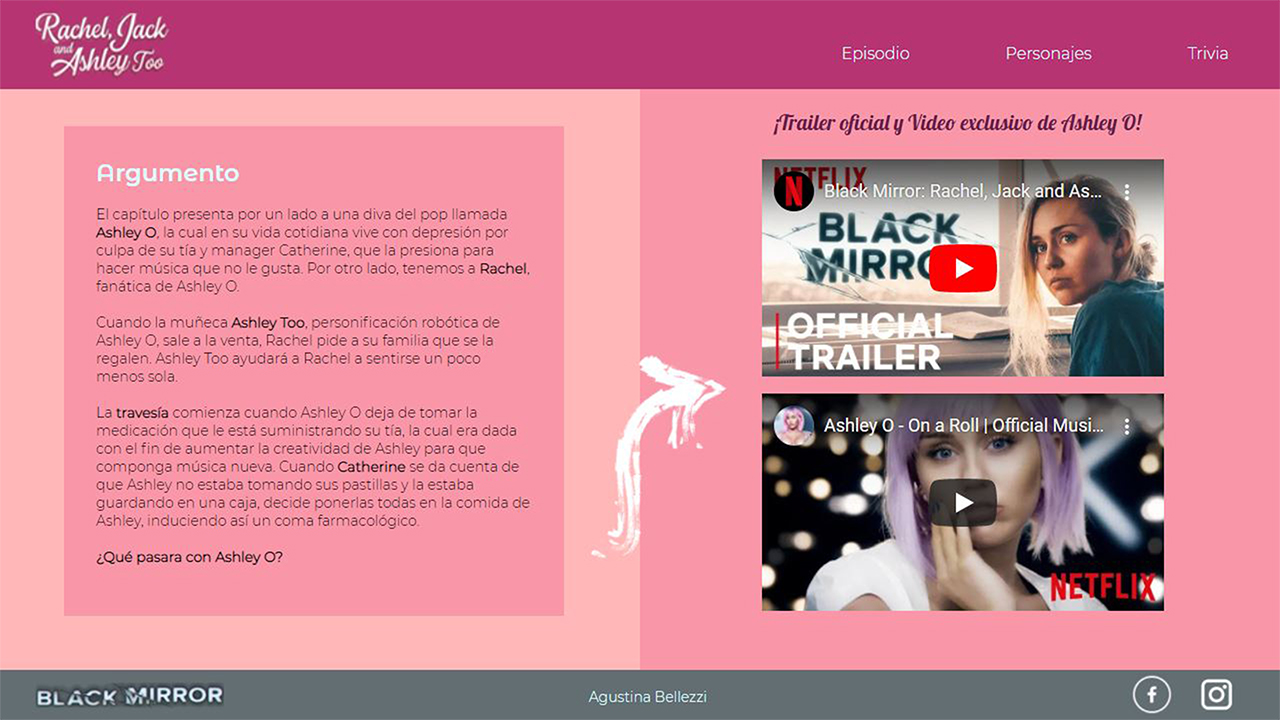 Rachel, Jack
and
Ashley Too
Episodio
Personajes
Trivia
Argumento
El capítulo presenta por un lado a una diva del pop llamada
Ashley O, la cual en su vida cotidiana vive con depresión por
culpa de su tía y manager Catherine, que la presiona para
hacer música que no le gusta. Por otro lado, tenemos a Rachel,
fanática de Ashley O.
Cuando la muñeca Ashley Too, personificación robótica de
Ashley O, sale a la venta, Rachel pide a su familia que se la
regalen. Ashley Too ayudará a Rachel a sentirse un poco
menos sola.
La travesía comienza cuando Ashley O deja de tomar la
medicación que le está suministrando su tía, la cual era dada
con el fin de aumentar la creatividad de Ashley para que
componga música nueva. Cuando Catherine se da cuenta de
que Ashley no estaba tomando sus pastillas y la estaba
guardando en una caja, decide ponerlas todas en la comida de
Ashley, induciendo así un coma farmacológico.
¿Qué pasara con Ashley O?
¡Trailer oficial y Video exclusivo de Ashley O!
NETFLIX
N
Black Mirror: Rachel, Jack and As...
BLACK
MIRRO
OFFICIAL
TRAILER
Ashley O - On a Roll | Official Musi...
NETFLIX
BLACK MIRROR
Agustina Bellezzi